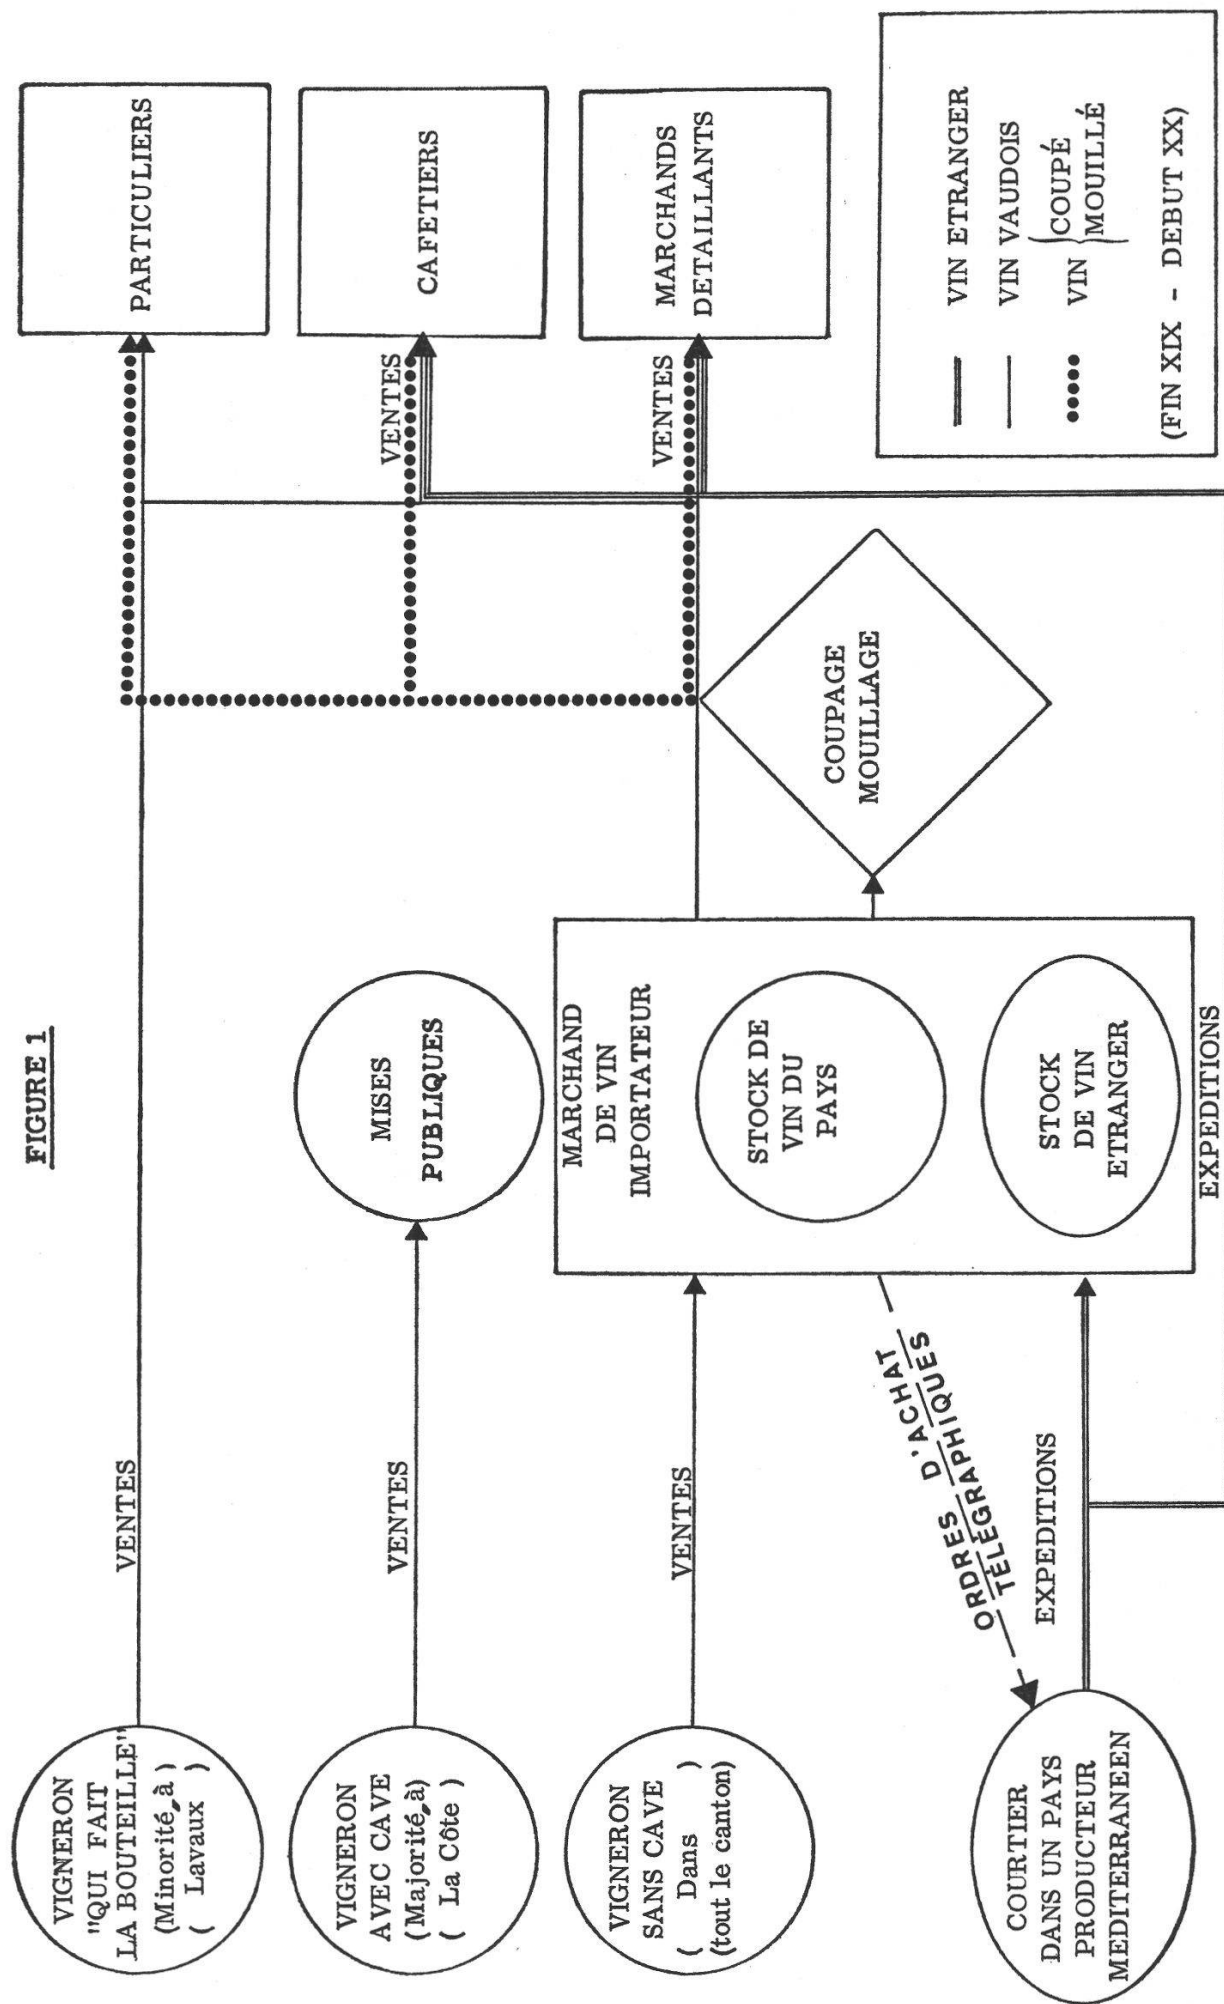 FIGURE 1
VIGNERON
"QUI FAIT
LA BOUTEILLE"
(Minorité à )
( Lavaux )
VENTES
PARTICULIERS
VIGNERON
AVEC CAVE
(Majorité à)
( La Côte )
VENTES
MISES
PUBLIQUES
VENTES
CAFETIERS
VIGNERON
SANS CAVE
( Dans )
(tout le canton)
VENTES
MARCHAND
DE VIN
IMPORTATEUR
STOCK DE
VIN DU
PAYS
STOCK
DE VIN
ETRANGER
COUPAGE
MOUILLAGE
VENTES
MARCHANDS
DETAILLANTS
ORDRES D'ACHAT
TÉLÉGRAPHIQUES
COURTIER
DANS UN PAYS
PRODUCTEUR
MEDITERRANEEN
EXPEDITIONS
EXPEDITIONS
VIN ETRANGER
VIN VAUDOIS
VIN { COUPÉ
MOUILLÉ
(FIN XIX - DEBUT XX)